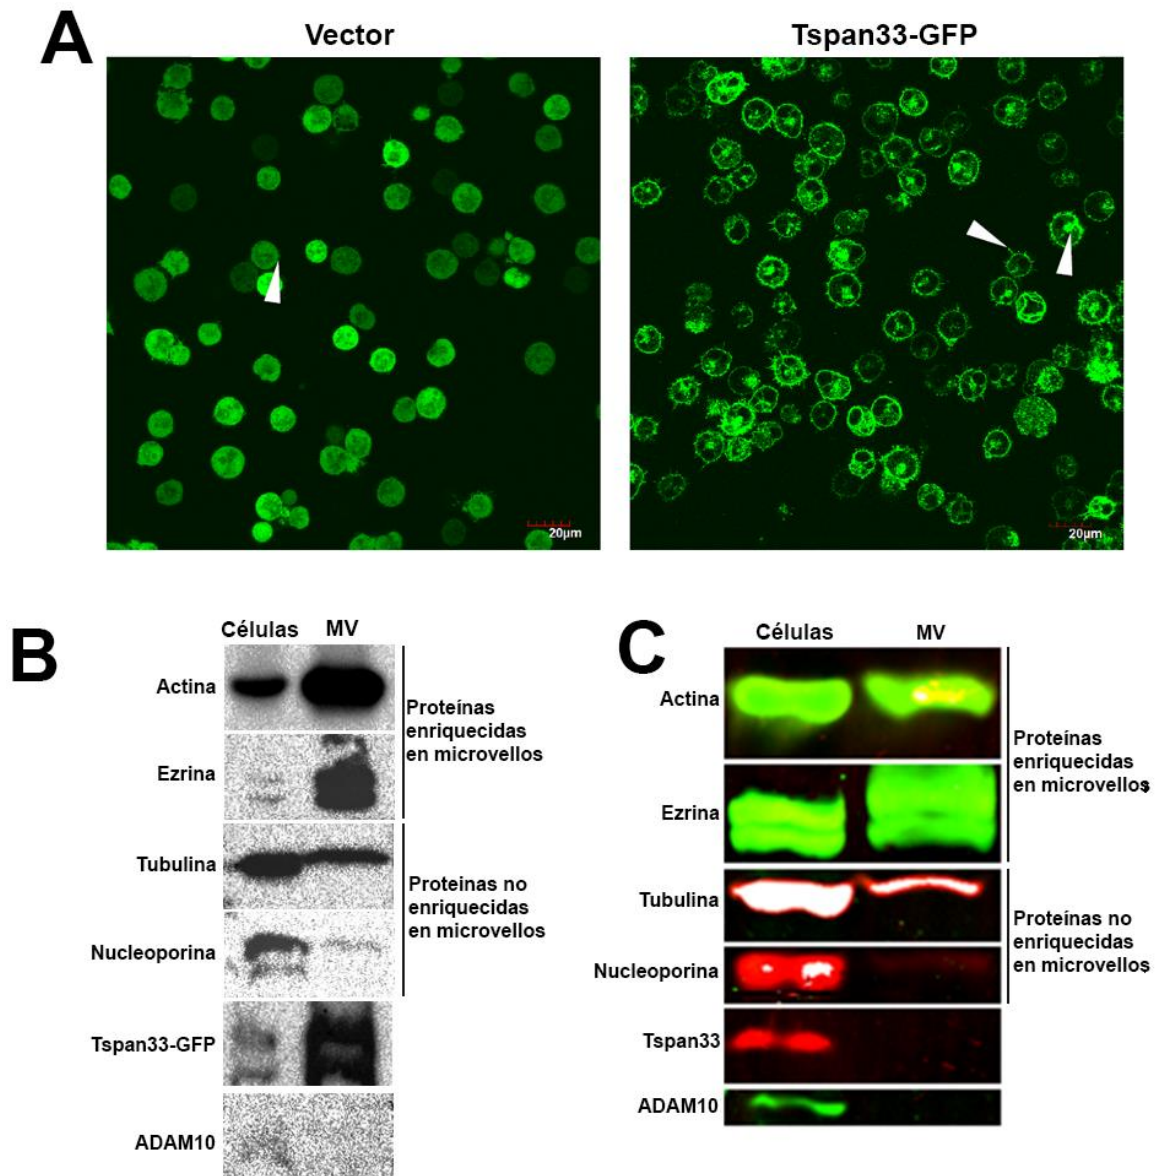 A
Vector
Tspan33-GFP
20µm
20µm
B
Células MV
Actina
Ezrina
Tubulina
Nucleoporina
Tspan33-GFP
ADAM10
Proteínas
enriquecidas
en microvellos
Proteinas no
enriquecidas
en microvellos
C
Células MV
Actina
Ezrina
Tubulina
Nucleoporina
Tspan33
ADAM10
Proteínas
enriquecidas
en microvellos
Proteínas no
enriquecidas
en microvellos